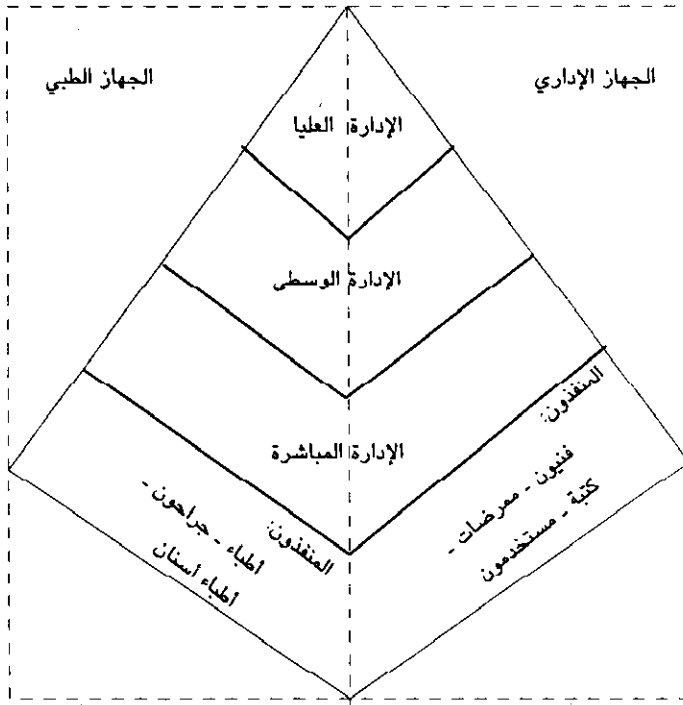 الجهاز الإداري
الجهاز الطبي
الإدارة العليا
الإدارة الوسطى
الإدارة المباشرة
المنفذون:
فنيون - ممرضات -
كتبة - مستخدمون
المنفذون:
أطباء - جراحون -
أطباء أسنان